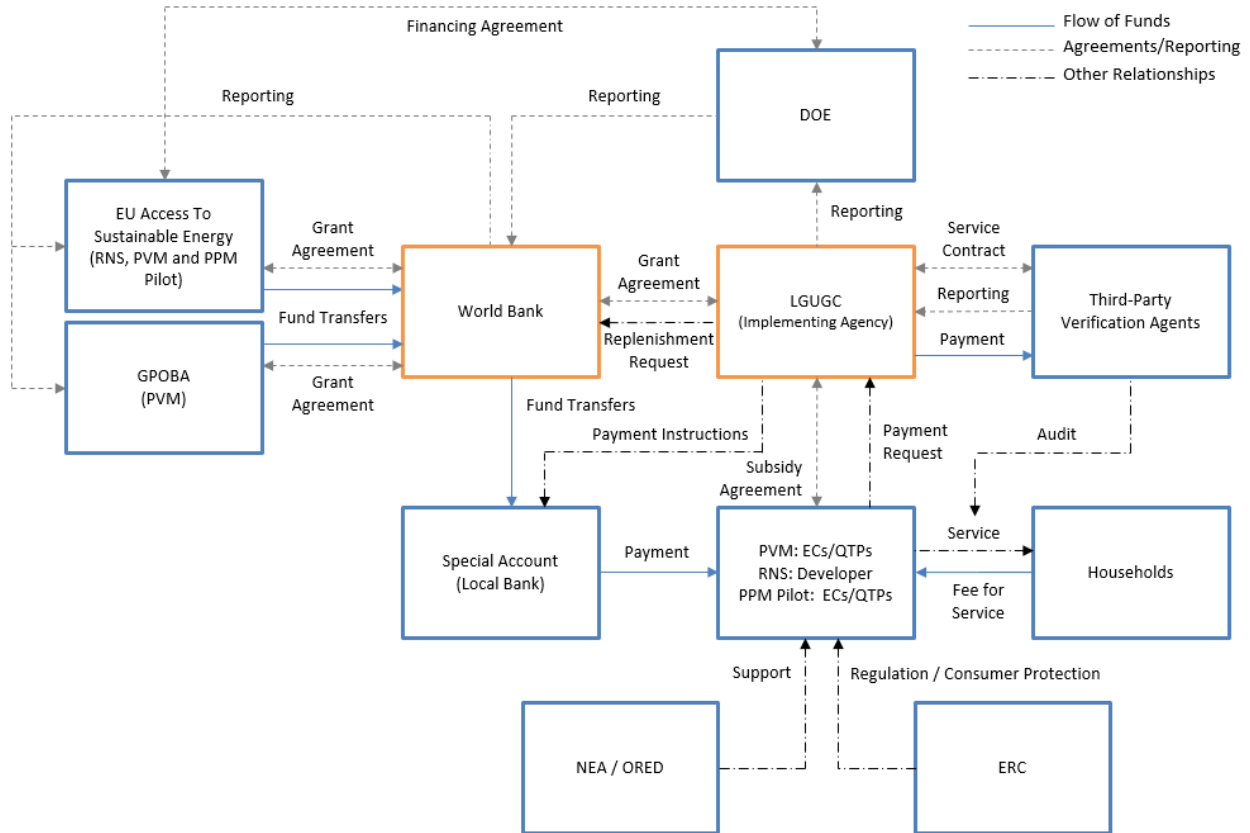 Financing Agreement
Flow of Funds
Agreements/Reporting
Other Relationships
Reporting
Reporting
DOE
EU Access To
Sustainable Energy
(RNS, PVM and PPM
Pilot)
Grant
Agreement
Fund Transfers
GPOBA
(PVM)
Grant
Agreement
World Bank
Grant
Agreement
Replenishment
Request
Reporting
LGUGC
(Implementing Agency)
Service
Contract
Reporting
Payment
Third-Party
Verification Agents
Fund Transfers
Payment Instructions
Subsidy
Agreement
Payment
Request
Audit
Special Account
(Local Bank)
Payment
PVM: ECs/QTPs
RNS: Developer
PPM Pilot:  ECs/QTPs
Service
Fee for
Service
Households
Support
Regulation / Consumer Protection
NEA / ORED
ERC